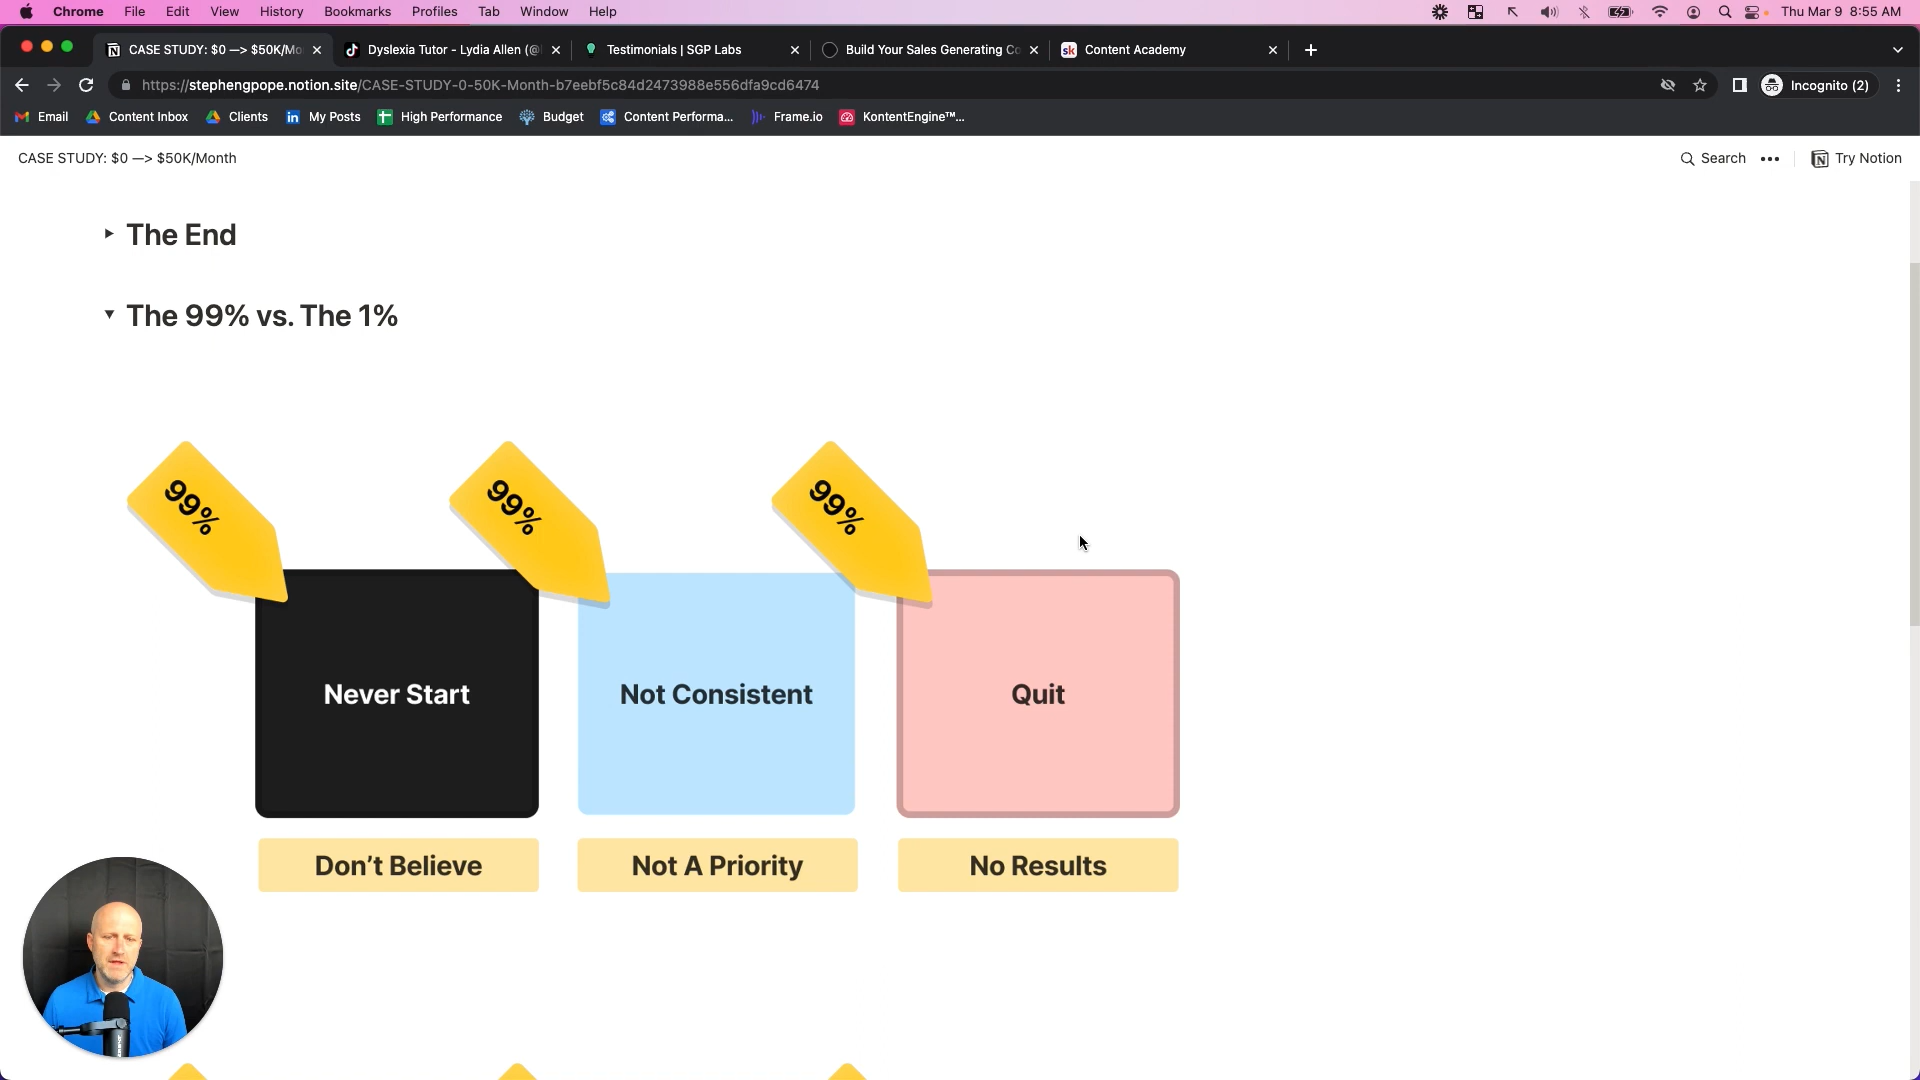 Chrome File Edit View History Bookmarks Profiles Tab Window Help Thu Mar 9 8:55 AM
CASE STUDY: $0 —> $50K/Mo Dyslexia Tutor - Lydia Allen (@ Testimonials | SGP Labs Build Your Sales Generating Co sk Content Academy
https://stephengpope.notion.site/CASE-STUDY-0-50K-Month-b7eebf5c84d2473988e556dfa9cd6474 Incognito (2)
Email Content Inbox Clients My Posts High Performance Budget Content Performa... Frame.io KontentEngine™...
CASE STUDY: $0 —> $50K/Month Search Try Notion
The End
The 99% vs. The 1%
99% 99% 99%
Never Start Not Consistent Quit
Don’t Believe Not A Priority No Results